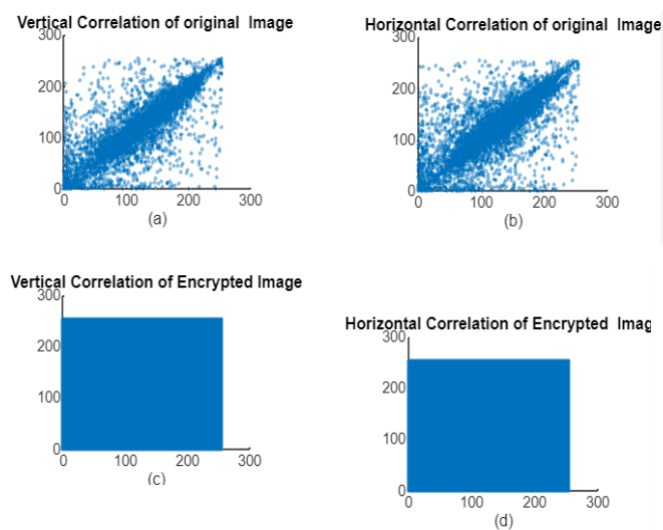 Vertical Correlation of original Image
300
200
100
0
0 100 200 300
(a)
Horizontal Correlation of original Image
300
200
100
0
0 100 200 300
(b)
Vertical Correlation of Encrypted Image
300
200
100
0
0 100 200 300
(c)
Horizontal Correlation of Encrypted Imag
300
200
100
0
0 100 200 300
(d)